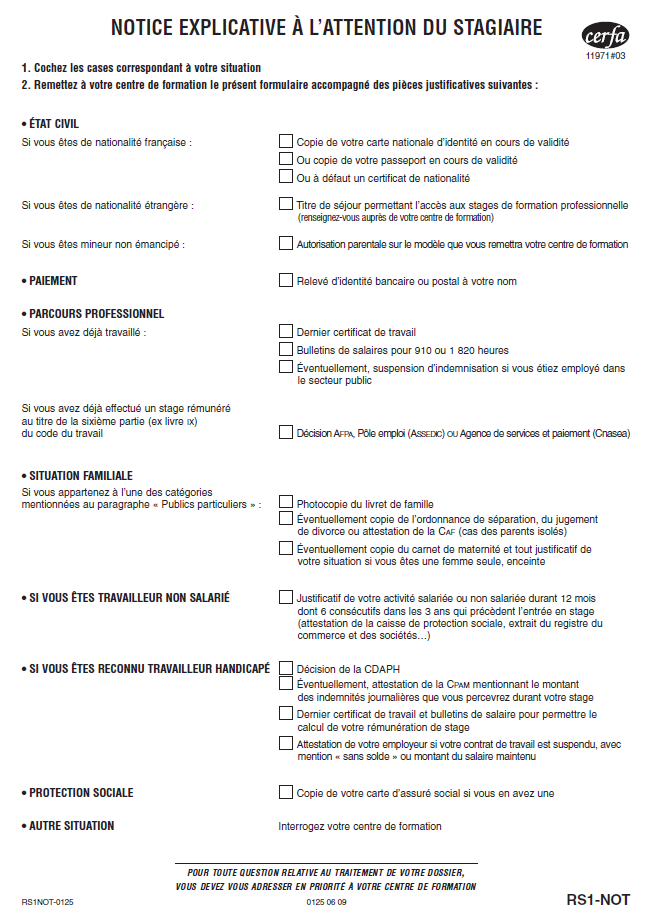 NOTICE EXPLICATIVE À L'ATTENTION DU STAGIAIRE
cerfa
11971#03
1. Cochez les cases correspondant à votre situation
2. Remettez à votre centre de formation le présent formulaire accompagné des pièces justificatives suivantes :
• ÉTAT CIVIL
Si vous êtes de nationalité française :
Copie de votre carte nationale d'identité en cours de validité
Ou copie de votre passeport en cours de validité
Ou à défaut un certificat de nationalité
Si vous êtes de nationalité étrangère :
Titre de séjour permettant l'accès aux stages de formation professionnelle
(renseignez-vous auprès de votre centre de formation)
Si vous êtes mineur non émancipé :
Autorisation parentale sur le modèle que vous remettra votre centre de formation
• PAIEMENT
Relevé d'identité bancaire ou postal à votre nom
• PARCOURS PROFESSIONNEL
Si vous avez déjà travaillé :
Dernier certificat de travail
Bulletins de salaires pour 910 ou 1 820 heures
Éventuellement, suspension d'indemnisation si vous étiez employé dans
le secteur public
Si vous avez déjà effectué un stage rémunéré
au titre de la sixième partie (ex livre IX)
du code du travail
Décision AFPA, Pôle emploi (ASSEDIC) OU Agence de services et paiement (Cnasea)
• SITUATION FAMILIALE
Si vous appartenez à l'une des catégories
mentionnées au paragraphe « Publics particuliers » :
Photocopie du livret de famille
Éventuellement copie de l'ordonnance de séparation, du jugement
de divorce ou attestation de la CAF (cas des parents isolés)
Éventuellement copie du carnet de maternité et tout justificatif de
votre situation si vous êtes une femme seule, enceinte
• SI VOUS ÊTES TRAVAILLEUR NON SALARIÉ
Justificatif de votre activité salariée ou non salariée durant 12 mois
dont 6 consécutifs dans les 3 ans qui précèdent l'entrée en stage
(attestation de la caisse de protection sociale, extrait du registre du
commerce et des sociétés…)
• SI VOUS ÊTES RECONNU TRAVAILLEUR HANDICAPÉ
Décision de la CDAPH
Éventuellement, attestation de la CPAM mentionnant le montant
des indemnités journalières que vous percevrez durant votre stage
Dernier certificat de travail et bulletins de salaire pour permettre le
calcul de votre rémunération de stage
Attestation de votre employeur si votre contrat de travail est suspendu, avec
mention « sans solde » ou montant du salaire maintenu
• PROTECTION SOCIALE
Copie de votre carte d'assuré social si vous en avez une
• AUTRE SITUATION
Interrogez votre centre de formation
POUR TOUTE QUESTION RELATIVE AU TRAITEMENT DE VOTRE DOSSIER,
VOUS DEVEZ VOUS ADRESSER EN PRIORITÉ À VOTRE CENTRE DE FORMATION
RS1NOT-0125
0125 06 09
RS1-NOT